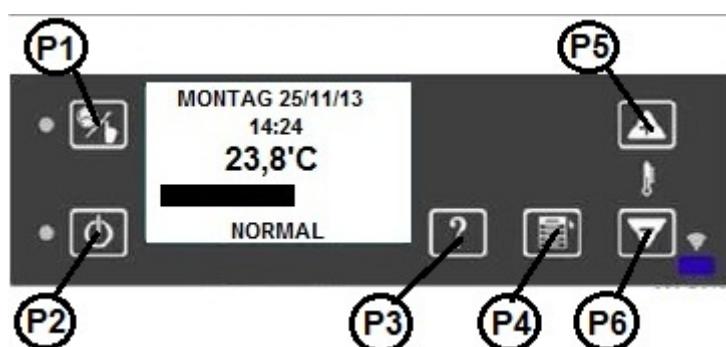 P1
P5
MONTAG 25/11/13
14:24
23,8'C
NORMAL
?
P2
P3
P4
P6